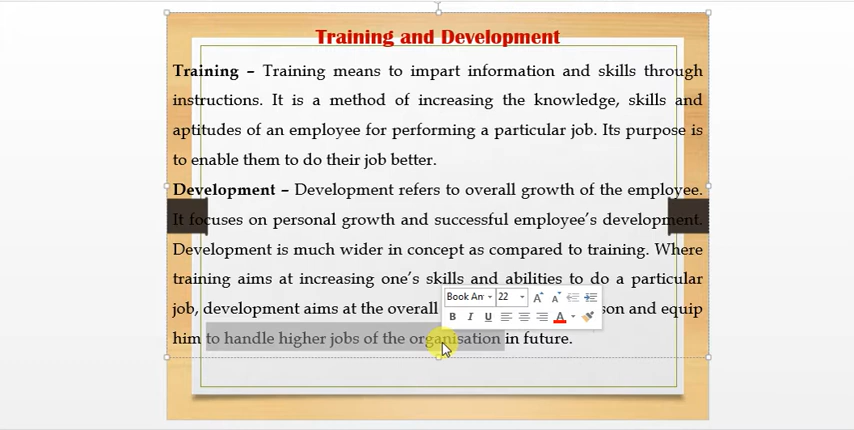 Training and Development
Training – Training means to impart information and skills through
instructions. It is a method of increasing the knowledge, skills and
aptitudes of an employee for performing a particular job. Its purpose is
to enable them to do their job better.
Development – Development refers to overall growth of the employee.
It focuses on personal growth and successful employee's development.
Development is much wider in concept as compared to training. Where
training aims at increasing one's skills and abilities to do a particular
job, development aims at the overall son and equip
Book An 22 A A
B I U A
him to handle higher jobs of the organisation in future.